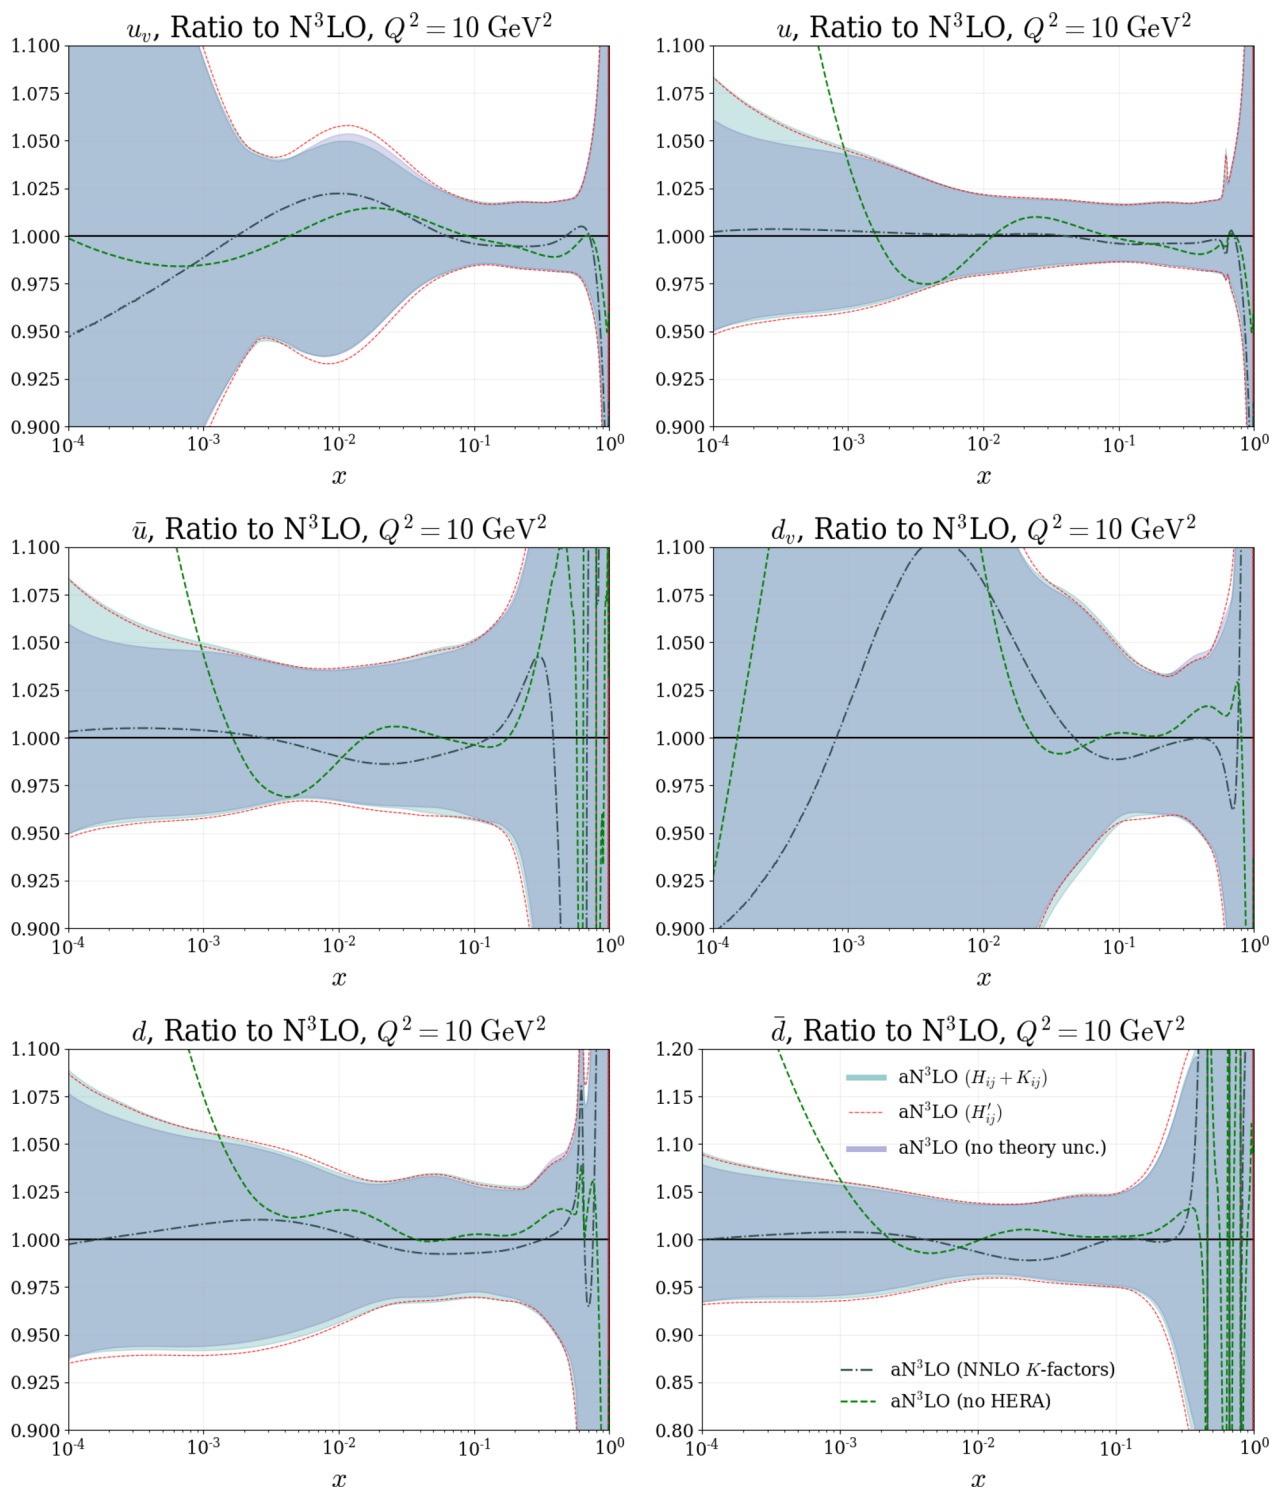 u_v, Ratio to N³LO, Q² = 10 GeV²
1.100
1.075
1.050
1.025
1.000
0.975
0.950
0.925
0.900
10⁻⁴ 10⁻³ 10⁻² 10⁻¹ 10⁰
x
u, Ratio to N³LO, Q² = 10 GeV²
1.100
1.075
1.050
1.025
1.000
0.975
0.950
0.925
0.900
10⁻⁴ 10⁻³ 10⁻² 10⁻¹ 10⁰
x
ū, Ratio to N³LO, Q² = 10 GeV²
1.100
1.075
1.050
1.025
1.000
0.975
0.950
0.925
0.900
10⁻⁴ 10⁻³ 10⁻² 10⁻¹ 10⁰
x
d_v, Ratio to N³LO, Q² = 10 GeV²
1.100
1.075
1.050
1.025
1.000
0.975
0.950
0.925
0.900
10⁻⁴ 10⁻³ 10⁻² 10⁻¹ 10⁰
x
d, Ratio to N³LO, Q² = 10 GeV²
1.100
1.075
1.050
1.025
1.000
0.975
0.950
0.925
0.900
10⁻⁴ 10⁻³ 10⁻² 10⁻¹ 10⁰
x
d̄, Ratio to N³LO, Q² = 10 GeV²
1.20
1.15
1.10
1.05
1.00
0.95
0.90
0.85
0.80
aN³LO (H_ij + K_ij)
aN³LO (H′_ij)
aN³LO (no theory unc.)
aN³LO (NNLO K-factors)
aN³LO (no HERA)
10⁻⁴ 10⁻³ 10⁻² 10⁻¹ 10⁰
x